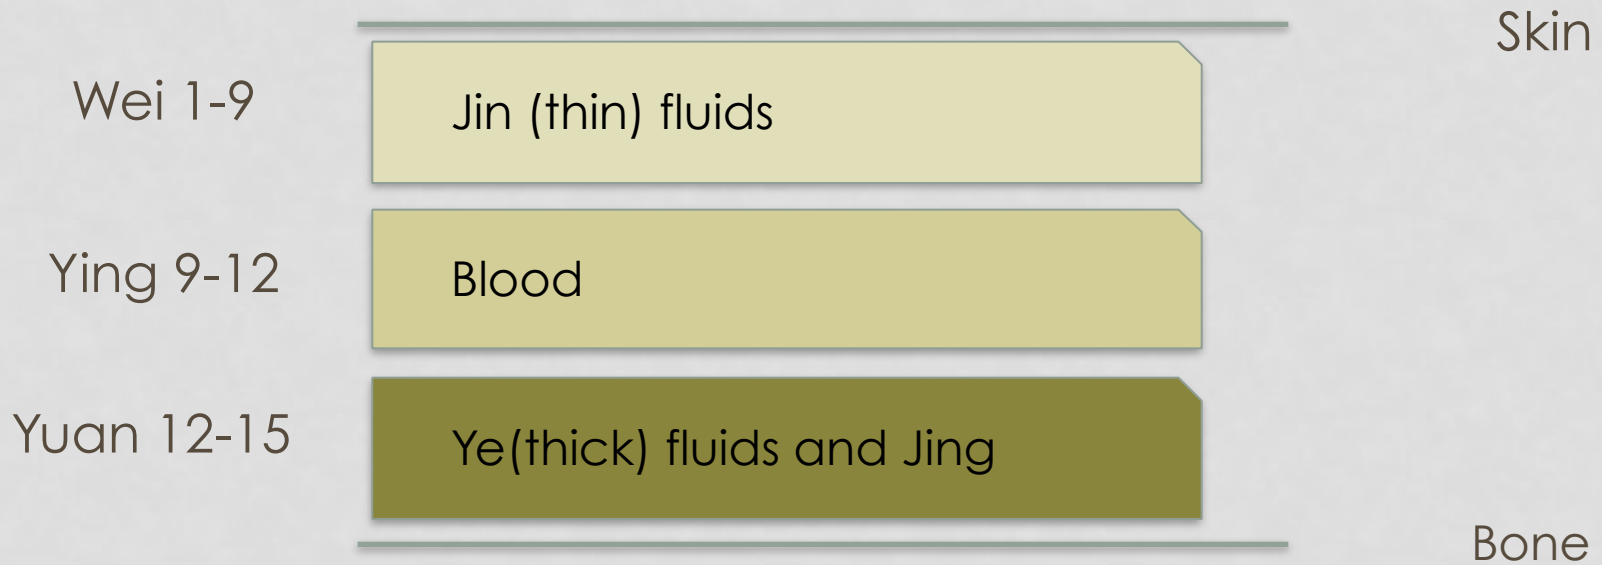 Skin
Wei 1-9
Jin (thin) fluids
Ying 9-12
Blood
Yuan 12-15
Ye(thick) fluids and Jing
Bone